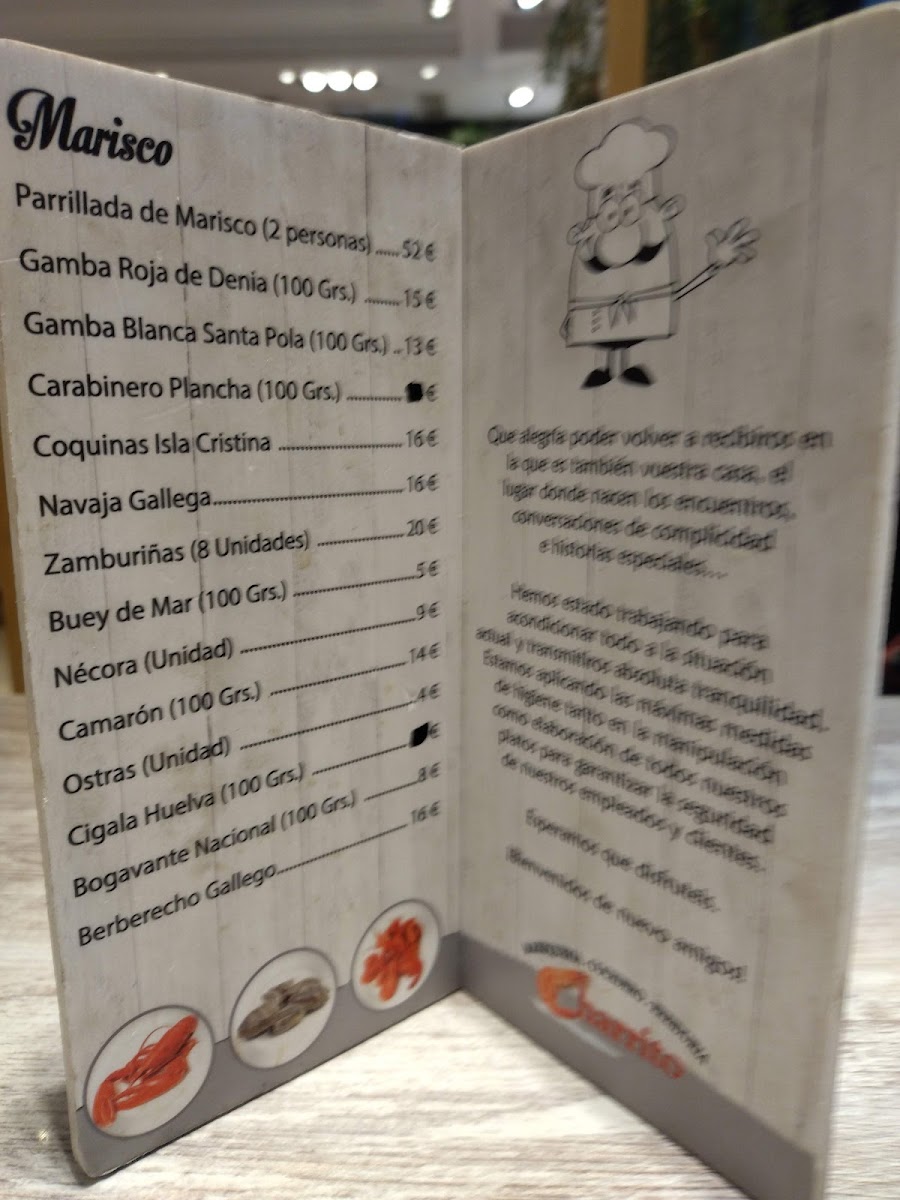 Marisco
Parrillada de Marisco (2 personas) ......52€
Gamba Roja de Denia (100 Grs.) .........15€
Gamba Blanca Santa Pola (100 Grs.) ..13€
Carabinero Plancha (100 Grs.) ............. €
Coquinas Isla Cristina ............................16€
Navaja Gallega..........................................16€
Zamburiñas (8 Unidades) ...................20€
Buey de Mar (100 Grs.) ...........................5€
Nécora (Unidad) .......................................9€
Camarón (100 Grs.) ...............................14€
Ostras (Unidad) .......................................4€
Cigala Huelva (100 Grs.) ...................... €
Bogavante Nacional (100 Grs.) ............8€
Berberecho Gallego..............................16€
Que alegría poder volver a recibiros en
la que es también vuestra casa, el
lugar donde nacen los encuentros,
conversaciones de complicidad
e historias especiales...
Hemos estado trabajando para
acondicionar todo a la situación
actual y transmitiros absoluta tranquilidad.
Estamos aplicando las máximas medidas
de higiene tanto en la manipulación
como elaboración de todos nuestros
platos para garantizar la seguridad
de nuestros empleados y clientes.
Esperamos que disfrutéis.
¡Bienvenidos de nuevo amigos!
Charrito